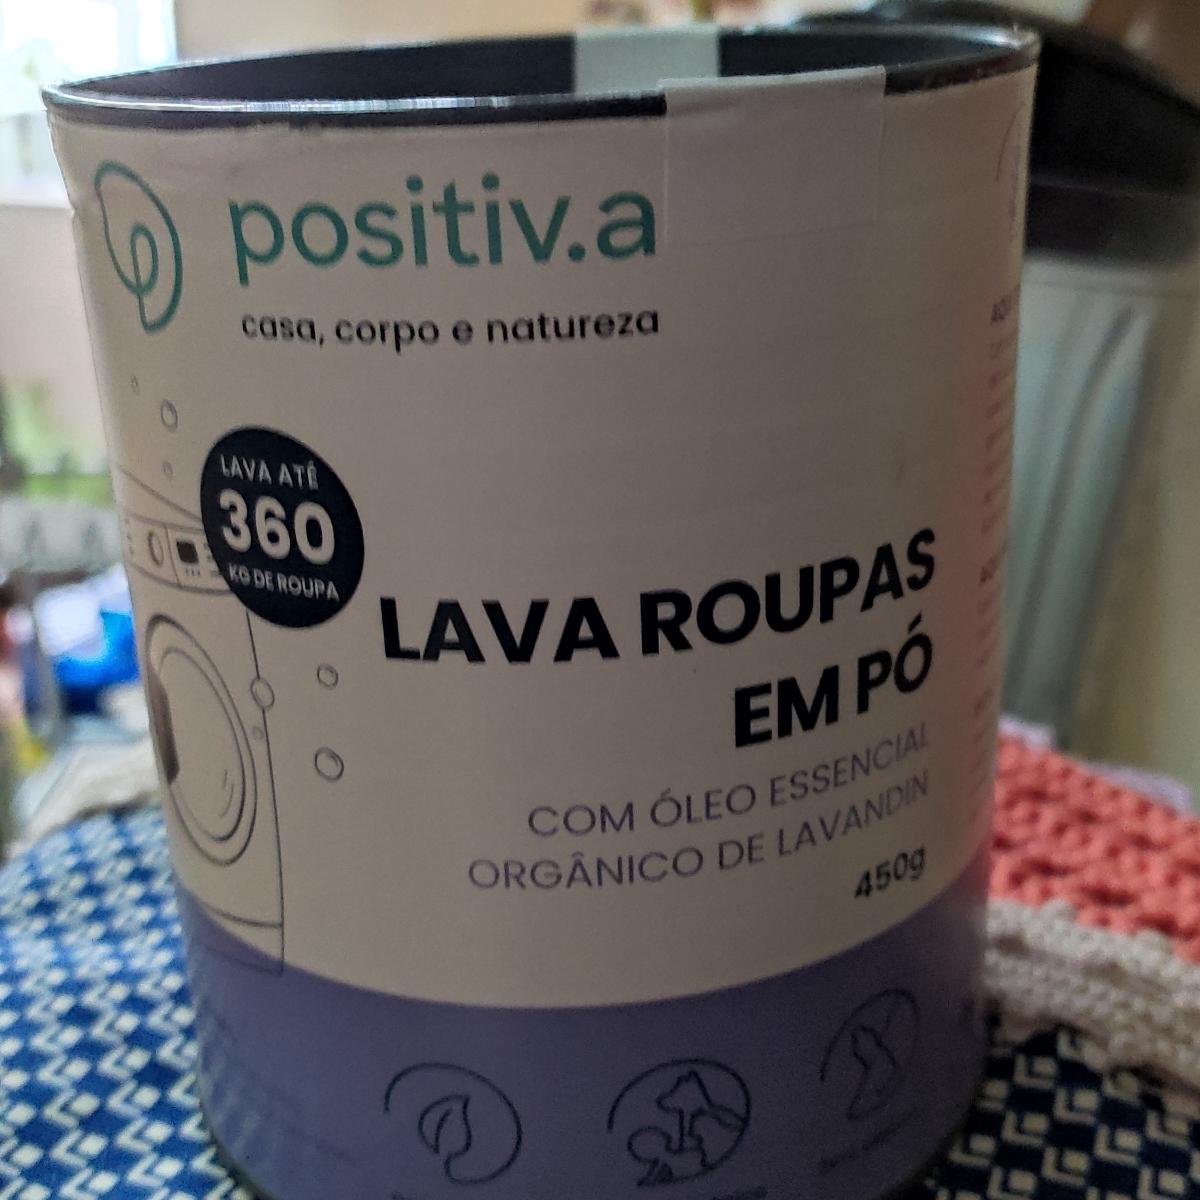 positiv.a
casa, corpo e natureza
LAVA ATÉ
360
KG DE ROUPA
LAVA ROUPAS
EM PÓ
COM ÓLEO ESSENCIAL
ORGÂNICO DE LAVANDIN
450g